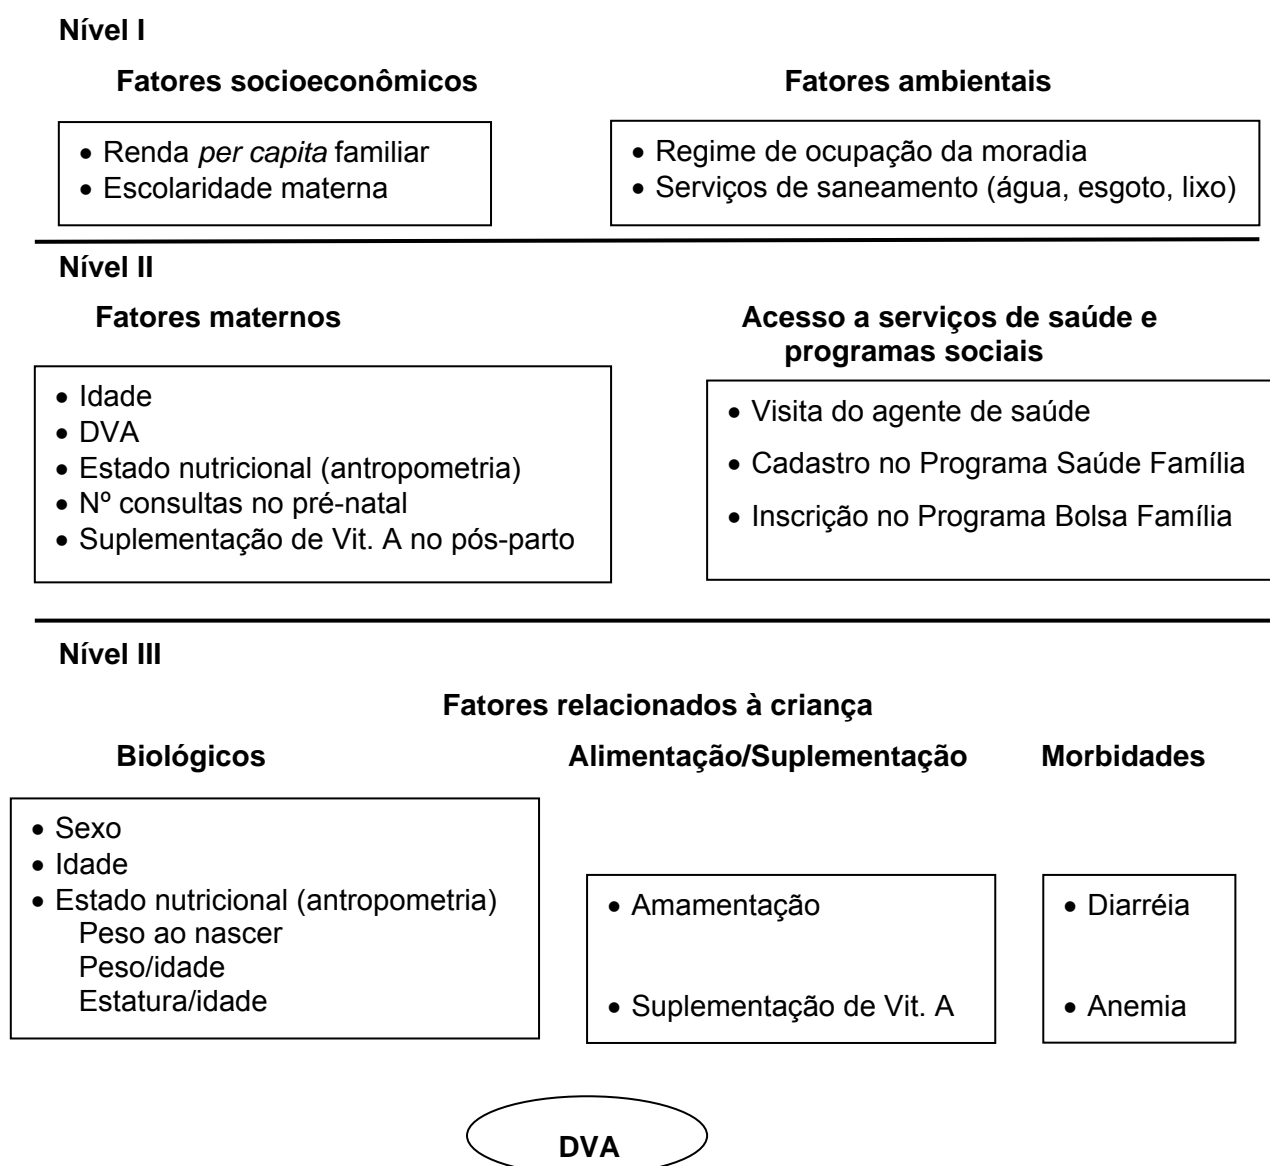 Nível I
Fatores socioeconômicos
Fatores ambientais
• Renda per capita familiar
• Escolaridade materna
• Regime de ocupação da moradia
• Serviços de saneamento (água, esgoto, lixo)
Nível II
Fatores maternos
Acesso a serviços de saúde e
programas sociais
• Idade
• DVA
• Estado nutricional (antropometria)
• Nº consultas no pré-natal
• Suplementação de Vit. A no pós-parto
• Visita do agente de saúde
• Cadastro no Programa Saúde Família
• Inscrição no Programa Bolsa Família
Nível III
Fatores relacionados à criança
Biológicos
Alimentação/Suplementação
Morbidades
• Sexo
• Idade
• Estado nutricional (antropometria)
Peso ao nascer
Peso/idade
Estatura/idade
• Amamentação
• Suplementação de Vit. A
• Diarréia
• Anemia
DVA